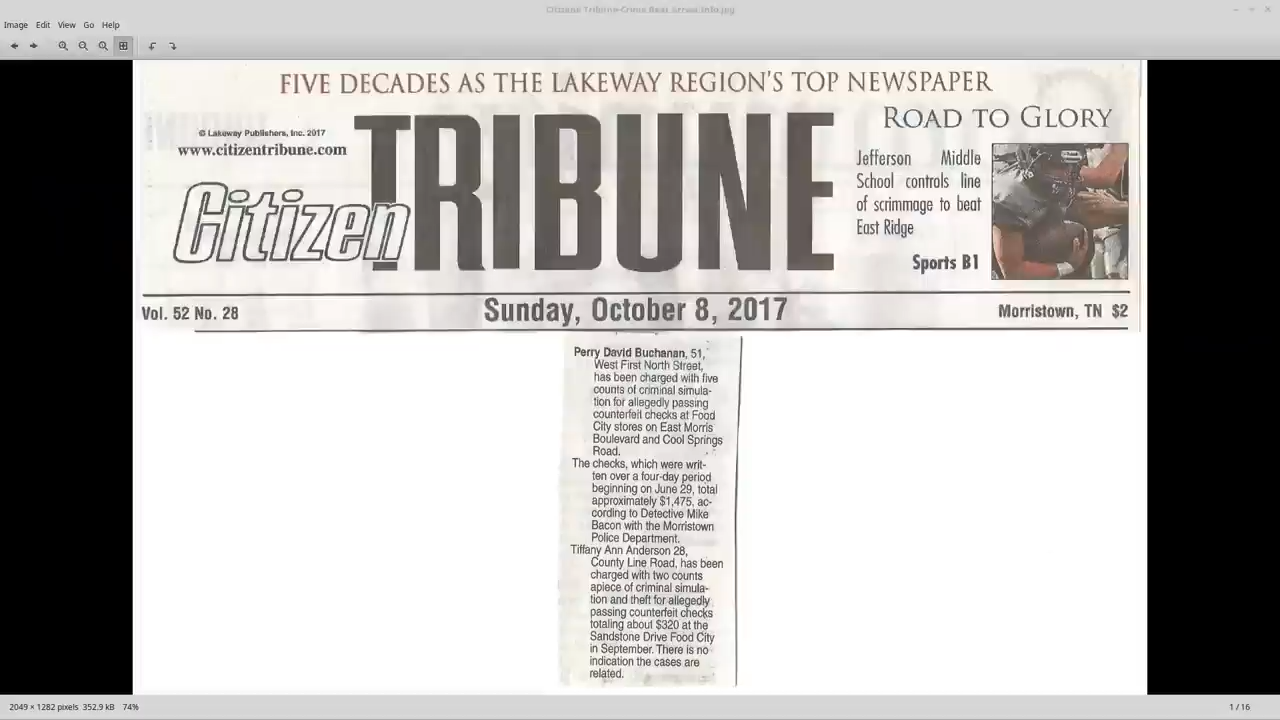 Citizens Tribune-Crime Beat Arrest Info.jpg
Image Edit View Go Help
FIVE DECADES AS THE LAKEWAY REGION'S TOP NEWSPAPER
© Lakeway Publishers, Inc. 2017
www.citizentribune.com
Citizen TRIBUNE
ROAD TO GLORY
Jefferson Middle
School controls line
of scrimmage to beat
East Ridge
Sports B1
Vol. 52 No. 28
Sunday, October 8, 2017
Morristown, TN $2
Perry David Buchanan, 51,
West First North Street,
has been charged with five
counts of criminal simula-
tion for allegedly passing
counterfeit checks at Food
City stores on East Morris
Boulevard and Cool Springs
Road.
The checks, which were writ-
ten over a four-day period
beginning on June 29, total
approximately $1,475, ac-
cording to Detective Mike
Bacon with the Morristown
Police Department.
Tiffany Ann Anderson 28,
County Line Road, has been
charged with two counts
apiece of criminal simula-
tion and theft for allegedly
passing counterfeit checks
totaling about $320 at the
Sandstone Drive Food City
in September. There is no
indication the cases are
related.
2049 × 1282 pixels 352.9 kB 74%
1 / 16